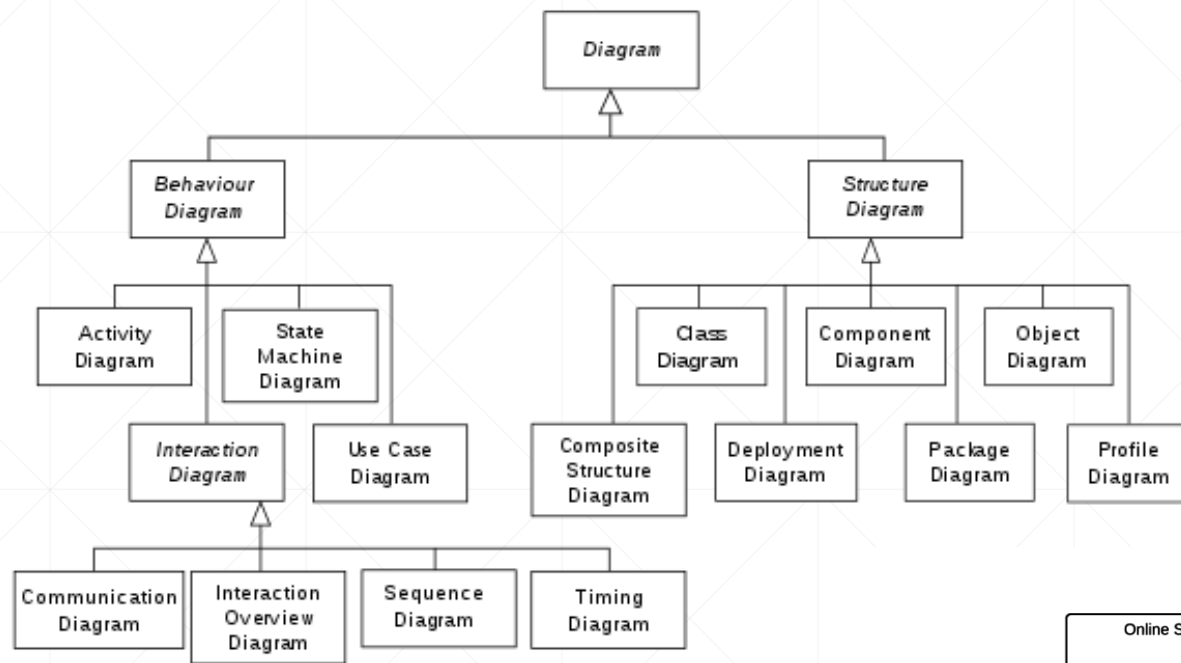 Diagram
Behaviour
Diagram
Structure
Diagram
Activity
Diagram
State
Machine
Diagram
Class
Diagram
Component
Diagram
Object
Diagram
Interaction
Diagram
Use Case
Diagram
Composite
Structure
Diagram
Deployment
Diagram
Package
Diagram
Profile
Diagram
Communication
Diagram
Interaction
Overview
Diagram
Sequence
Diagram
Timing
Diagram
Online S